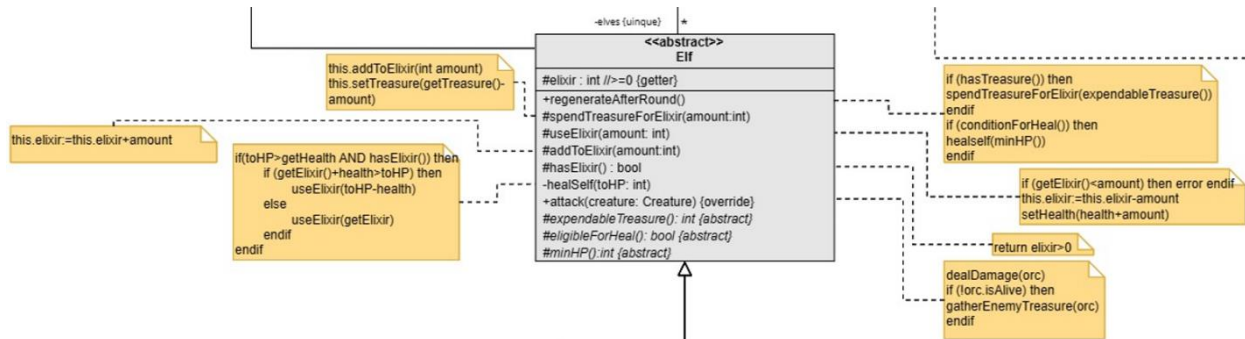 -elves {uinque}
*
<<abstract>>
Elf
#elixir : int //>=0 {getter}
+regenerateAfterRound()
#spendTreasureForElixir(amount:int)
#useElixir(amount: int)
#addToElixir(amount:int)
#hasElixir() : bool
-healSelf(toHP: int)
+attack(creature: Creature) {override}
#expendableTreasure(): int {abstract}
#eligibleForHeal(): bool {abstract}
#minHP():int {abstract}
this.addToElixir(int amount)
this.setTreasure(getTreasure()-
amount)
this.elixir:=this.elixir+amount
if(toHP>getHealth AND hasElixir()) then
if (getElixir()+health>toHP) then
useElixir(toHP-health)
else
useElixir(getElixir)
endif
endif
if (hasTreasure()) then
spendTreasureForElixir(expendableTreasure())
endif
if (conditionForHeal()) then
healself(minHP())
endif
if (getElixir()<amount) then error endif
this.elixir:=this.elixir-amount
setHealth(health+amount)
return elixir>0
dealDamage(orc)
if (!orc.isAlive) then
gatherEnemyTreasure(orc)
endif